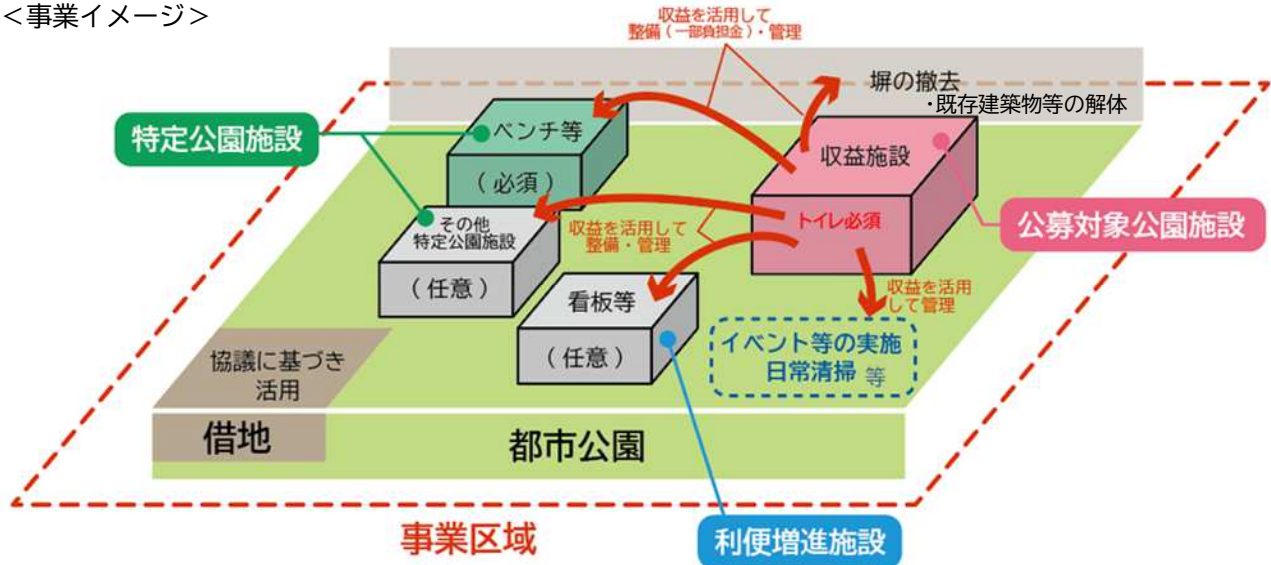 ＜事業イメージ＞
収益を活用して
整備（一部負担金）・管理
塀の撤去
・既存建築物等の解体
特定公園施設
ベンチ等
（必須）
収益施設
トイレ必須
公募対象公園施設
その他
特定公園施設
（任意）
収益を活用して
整備・管理
看板等
（任意）
収益を活用
して管理
イベント等の実施
日常清掃 等
協議に基づき
活用
借地
都市公園
事業区域
利便増進施設